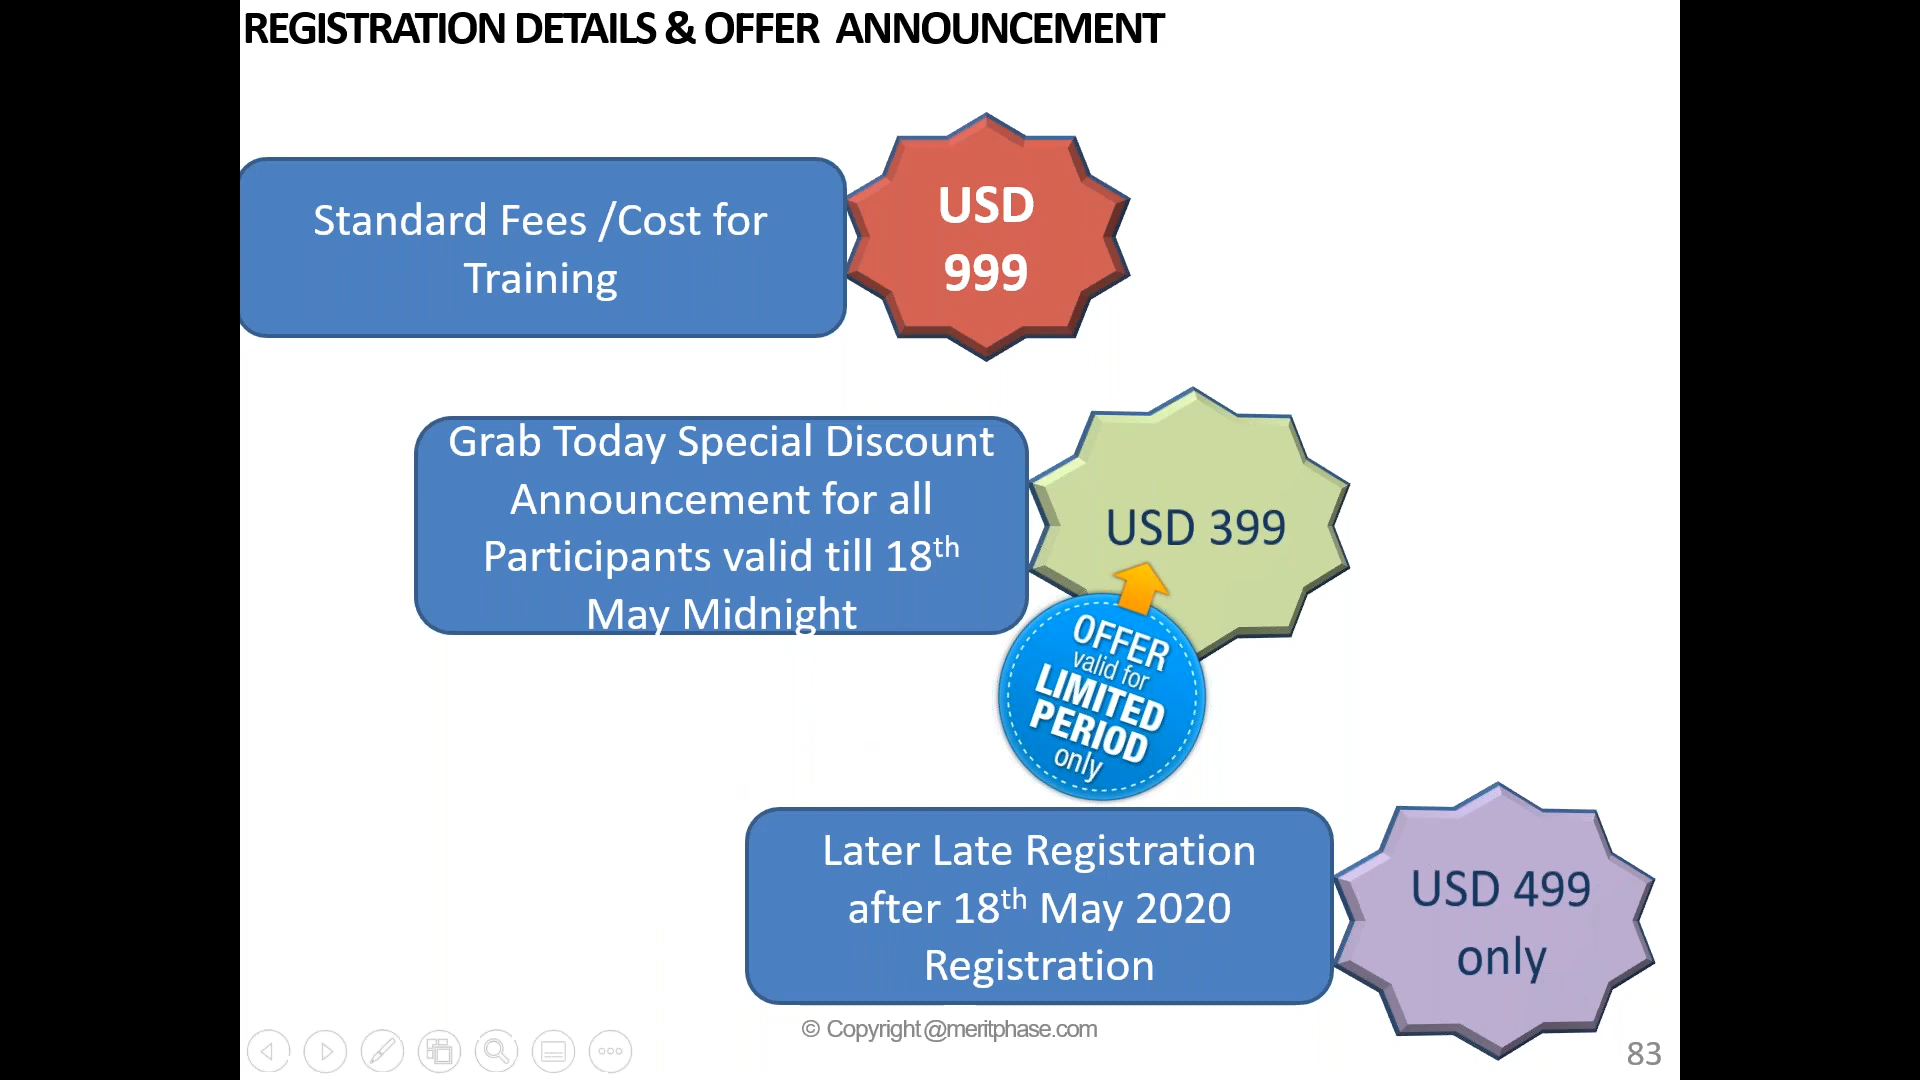 REGISTRATION DETAILS & OFFER ANNOUNCEMENT
Standard Fees /Cost for
Training
USD
999
Grab Today Special Discount
Announcement for all
Participants valid till 18th
May Midnight
USD 399
OFFER
valid for
LIMITED
PERIOD
only
Later Late Registration
after 18th May 2020
Registration
USD 499
only
© Copyright @meritphase.com
83